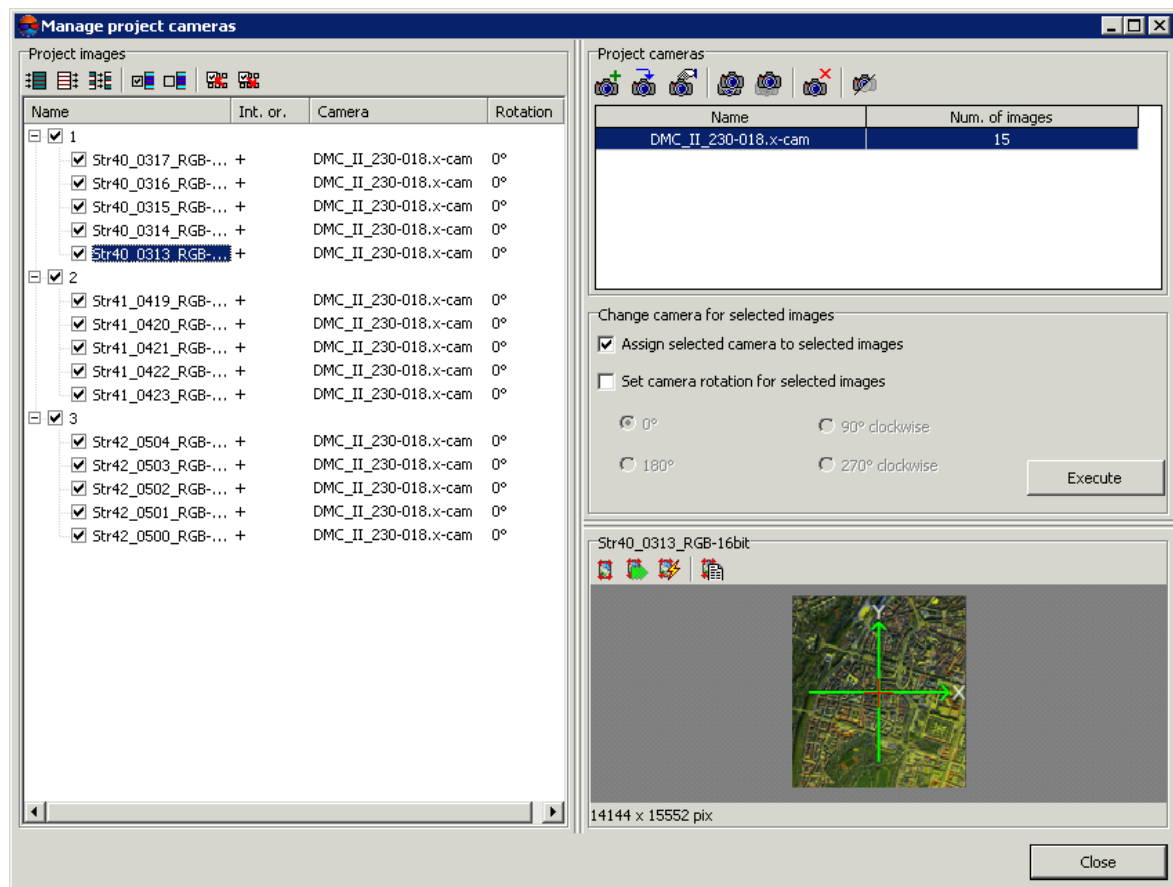 Manage project cameras
Project images
Name Int. or. Camera Rotation
1
Str40_0317_RGB-... + DMC_II_230-018.x-cam 0°
Str40_0316_RGB-... + DMC_II_230-018.x-cam 0°
Str40_0315_RGB-... + DMC_II_230-018.x-cam 0°
Str40_0314_RGB-... + DMC_II_230-018.x-cam 0°
Str40_0313_RGB-... + DMC_II_230-018.x-cam 0°
2
Str41_0419_RGB-... + DMC_II_230-018.x-cam 0°
Str41_0420_RGB-... + DMC_II_230-018.x-cam 0°
Str41_0421_RGB-... + DMC_II_230-018.x-cam 0°
Str41_0422_RGB-... + DMC_II_230-018.x-cam 0°
Str41_0423_RGB-... + DMC_II_230-018.x-cam 0°
3
Str42_0504_RGB-... + DMC_II_230-018.x-cam 0°
Str42_0503_RGB-... + DMC_II_230-018.x-cam 0°
Str42_0502_RGB-... + DMC_II_230-018.x-cam 0°
Str42_0501_RGB-... + DMC_II_230-018.x-cam 0°
Str42_0500_RGB-... + DMC_II_230-018.x-cam 0°
Project cameras
Name Num. of images
DMC_II_230-018.x-cam 15
Change camera for selected images
Assign selected camera to selected images
Set camera rotation for selected images
0° 90° clockwise
180° 270° clockwise
Execute
Str40_0313_RGB-16bit
Y
X
14144 x 15552 pix
Close